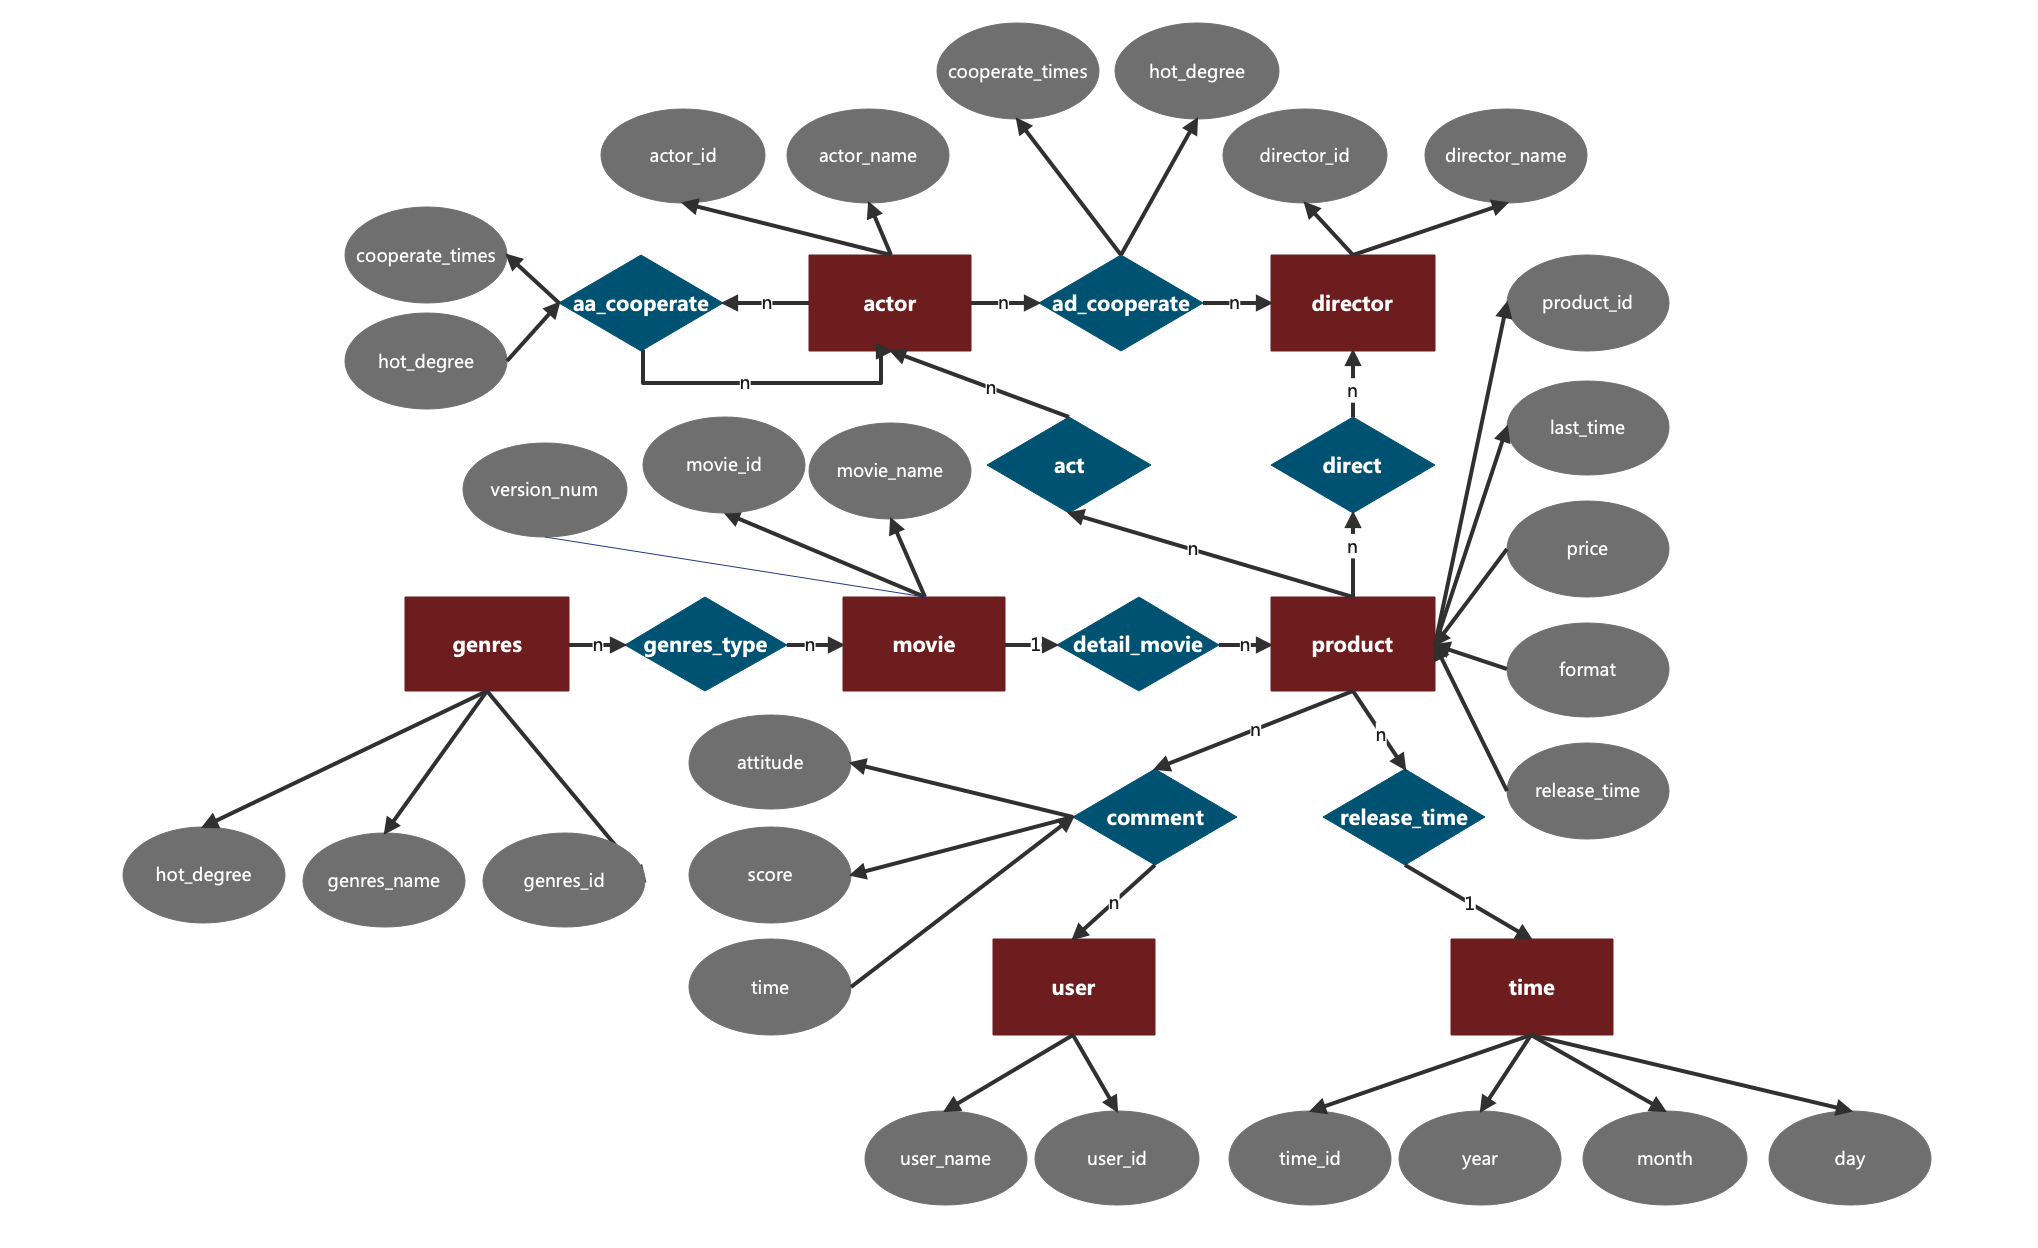 cooperate_times
hot_degree
actor_id
actor_name
director_id
director_name
cooperate_times
hot_degree
aa_cooperate
n
actor
n
ad_cooperate
n
director
n
product_id
last_time
price
format
release_time
n
act
n
direct
n
n
version_num
movie_id
movie_name
genres
n
genres_type
n
movie
1
detail_movie
n
product
n
n
hot_degree
genres_name
genres_id
attitude
score
time
comment
release_time
n
1
user
time
user_name
user_id
time_id
year
month
day